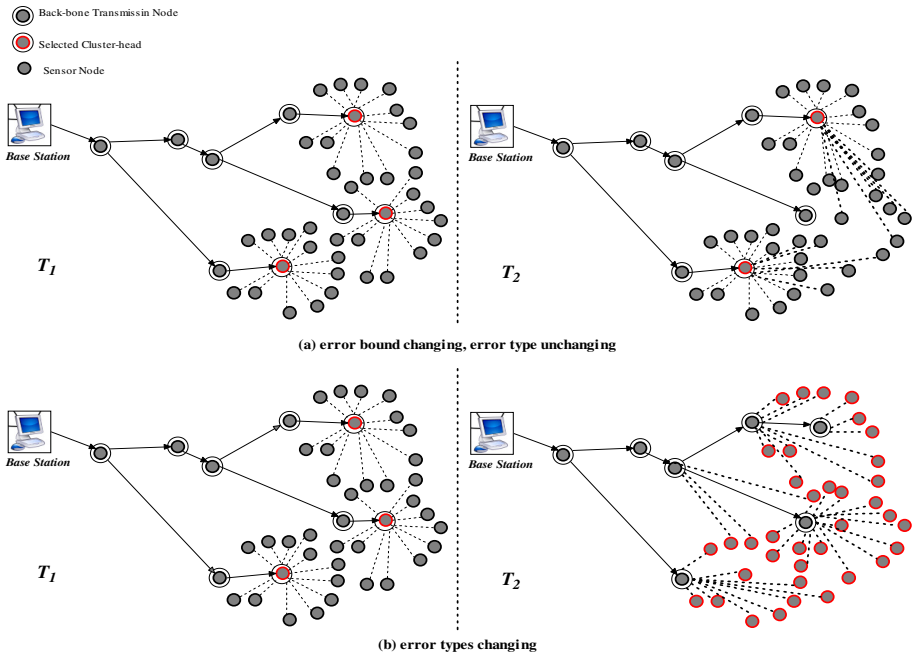 Back-bone Transmissin Node
Selected Cluster-head
Sensor Node
Base Station
T1
Base Station
T2
(a) error bound changing, error type unchanging
Base Station
T1
Base Station
T2
(b) error types changing